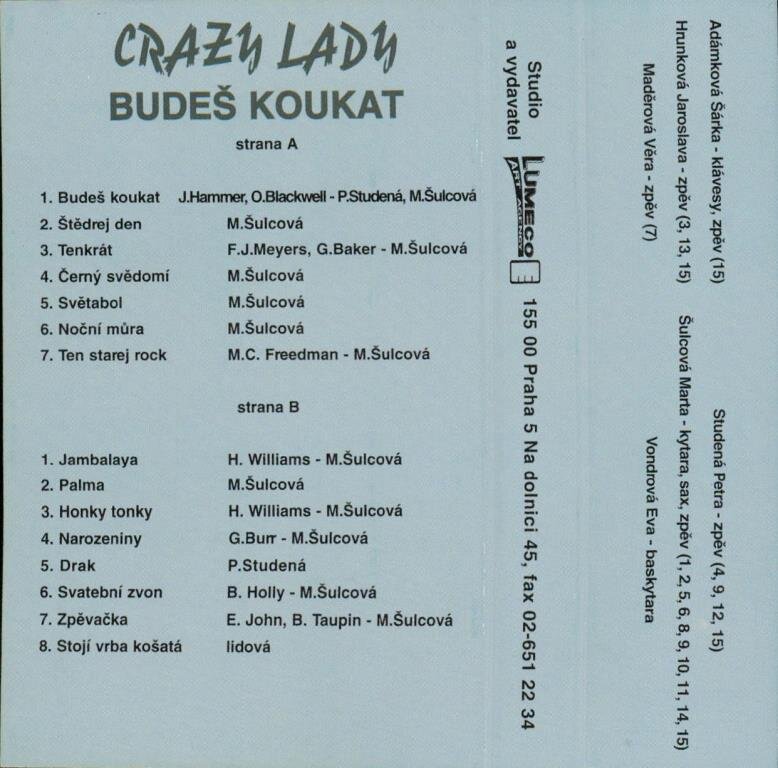 CRAZY LADY
BUDEŠ KOUKAT
strana A
1. Budeš koukat J.Hammer, O.Blackwell - P.Studená, M.Šulcová
2. Štědrej den M.Šulcová
3. Tenkrát F.J.Meyers, G.Baker - M.Šulcová
4. Černý svědomí M.Šulcová
5. Světabol M.Šulcová
6. Noční můra M.Šulcová
7. Ten starej rock M.C. Freedman - M.Šulcová
strana B
1. Jambalaya H. Williams - M.Šulcová
2. Palma M.Šulcová
3. Honky tonky H. Williams - M.Šulcová
4. Narozeniny G.Burr - M.Šulcová
5. Drak P.Studená
6. Svatební zvon B. Holly - M.Šulcová
7. Zpěvačka E. John, B. Taupin - M.Šulcová
8. Stojí vrba košatá lidová
Studio
a vydavatel
LUMECO
ART AGENCY
155 00 Praha 5 Na dolnici 45, fax 02-651 22 34
Adámková Šárka - klávesy, zpěv (15)
Hrunková Jaroslava - zpěv (3, 13, 15)
Maděrová Věra - zpěv (7)
Studená Petra - zpěv (4, 9, 12, 15)
Šulcová Marta - kytara, sax, zpěv (1, 2, 5, 6, 8, 9, 10, 11, 14, 15)
Vondrová Eva - baskytara